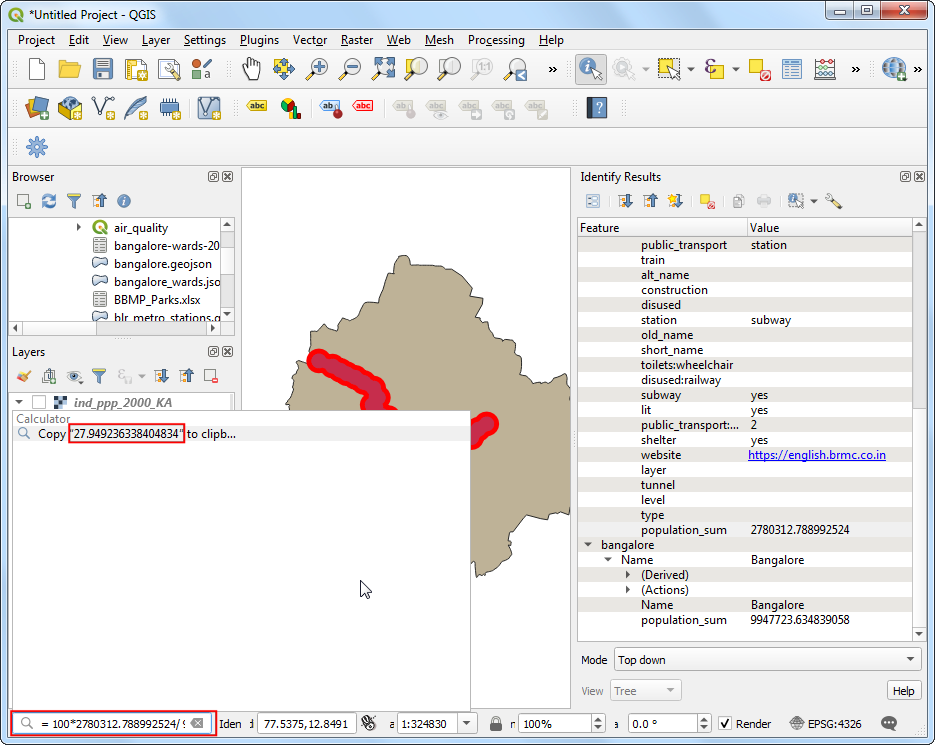 *Untitled Project - QGIS
Project Edit View Layer Settings Plugins Vector Raster Web Mesh Processing Help
abc abc
Browser
air_quality
bangalore-wards-20
bangalore.geojson
bangalore_wards.jso
BBMP_Parks.xlsx
blr_metro_stations.g
Layers
ind_ppp_2000_KA
Calculator
Copy "27.949236338404834" to clipb...
Identify Results
Feature Value
public_transport station
train
alt_name
construction
disused
station subway
old_name
short_name
toilets:wheelchair
disused:railway
subway yes
lit yes
public_transport:... 2
shelter yes
website https://english.brmc.co.in
layer
tunnel
level
type
population_sum 2780312.788992524
bangalore
Name Bangalore
(Derived)
(Actions)
Name Bangalore
population_sum 9947723.634839058
Mode Top down
View Tree Help
= 100*2780312.788992524/ Iden 77.5375,12.8491 1:324830 100% 0.0 ° Render EPSG:4326